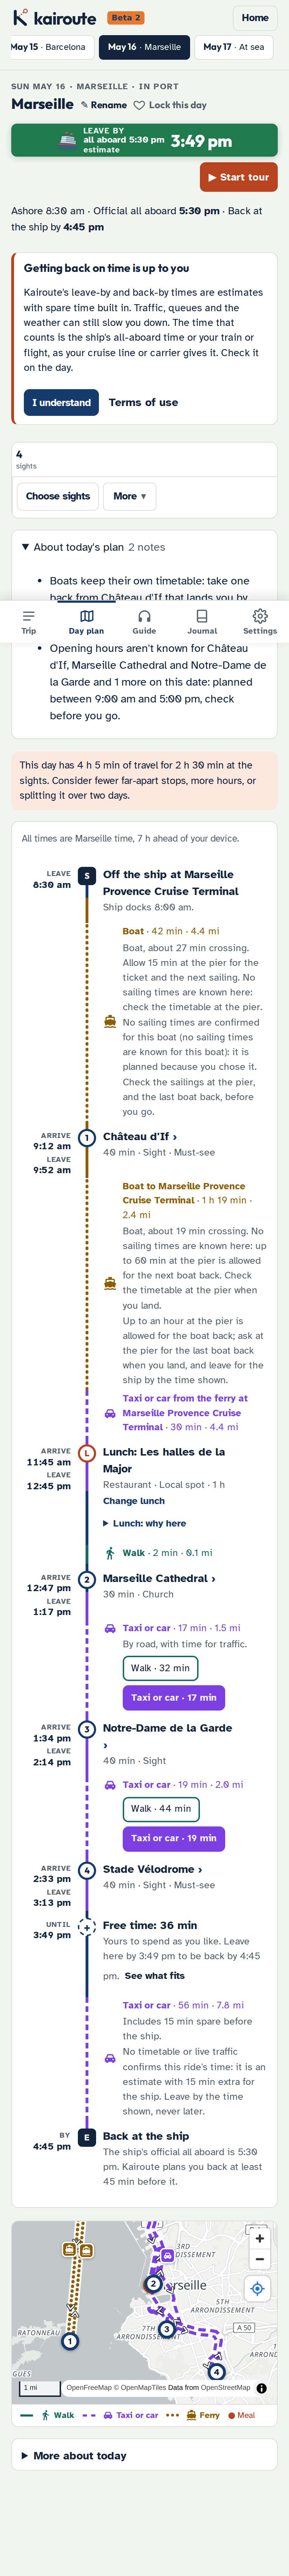 kairoute Beta 2 Home
May 15 · Barcelona May 16 · Marseille May 17 · At sea
SUN MAY 16 · MARSEILLE · IN PORT
Marseille ✎ Rename Lock this day
LEAVE BY
all aboard 5:30 pm
estimate
3:49 pm
▶ Start tour
Ashore 8:30 am · Official all aboard 5:30 pm · Back at
the ship by 4:45 pm
Getting back on time is up to you
Kairoute's leave-by and back-by times are estimates
with spare time built in. Traffic, queues and the
weather can still slow you down. The time that
counts is the ship's all-aboard time or your train or
flight, as your cruise line or carrier gives it. Check it
on the day.
I understand Terms of use
4
sights
Choose sights More ▾
▼ About today's plan 2 notes
• Boats keep their own timetable: take one
back from Château d'If that lands you by
Trip Day plan Guide Journal Settings
• Opening hours aren't known for Château
d'If, Marseille Cathedral and Notre-Dame de
la Garde and 1 more on this date: planned
between 9:00 am and 5:00 pm, check
before you go.
This day has 4 h 5 min of travel for 2 h 30 min at the
sights. Consider fewer far-apart stops, more hours, or
splitting it over two days.
All times are Marseille time, 7 h ahead of your device.
LEAVE
8:30 am
S
Off the ship at Marseille
Provence Cruise Terminal
Ship docks 8:00 am.
Boat · 42 min · 4.4 mi
Boat, about 27 min crossing.
Allow 15 min at the pier for the
ticket and the next sailing. No
sailing times are known here:
check the timetable at the pier.
No sailing times are confirmed
for this boat (no sailing times
are known for this boat): it is
planned because you chose it.
Check the sailings at the pier,
and the last boat back, before
you go.
ARRIVE
9:12 am
LEAVE
9:52 am
1
Château d'If ›
40 min · Sight · Must-see
Boat to Marseille Provence
Cruise Terminal · 1 h 19 min ·
2.4 mi
Boat, about 19 min crossing. No
sailing times are known here: up
to 60 min at the pier is allowed
for the next boat back. Check
the timetable at the pier when
you land.
Up to an hour at the pier is
allowed for the boat back; ask at
the pier for the last boat back
when you land, and leave for the
ship by the time shown.
Taxi or car from the ferry at
Marseille Provence Cruise
Terminal · 30 min · 4.4 mi
ARRIVE
11:45 am
LEAVE
12:45 pm
L
Lunch: Les halles de la
Major
Restaurant · Local spot · 1 h
Change lunch
▶ Lunch: why here
Walk · 2 min · 0.1 mi
ARRIVE
12:47 pm
LEAVE
1:17 pm
2
Marseille Cathedral ›
30 min · Church
Taxi or car · 17 min · 1.5 mi
By road, with time for traffic.
Walk · 32 min
Taxi or car · 17 min
ARRIVE
1:34 pm
LEAVE
2:14 pm
3
Notre-Dame de la Garde
›
40 min · Sight
Taxi or car · 19 min · 2.0 mi
Walk · 44 min
Taxi or car · 19 min
ARRIVE
2:33 pm
LEAVE
3:13 pm
4
Stade Vélodrome ›
40 min · Sight · Must-see
UNTIL
3:49 pm
Free time: 36 min
Yours to spend as you like. Leave
here by 3:49 pm to be back by 4:45
pm. See what fits
Taxi or car · 56 min · 7.8 mi
Includes 15 min spare before
the ship.
No timetable or live traffic
confirms this ride's time: it is an
estimate with 15 min extra for
the ship. Leave by the time
shown, never later.
BY
4:45 pm
E
Back at the ship
The ship's official all aboard is 5:30
pm. Kairoute plans you back at least
45 min before it.
3RD
2 rseille
5TH
ARRONDISSEMENT
3
A 50
RATONNEAU
1
4
1 mi OpenFreeMap © OpenMapTiles Data from OpenStreetMap
Walk Taxi or car Ferry Meal
▶ More about today